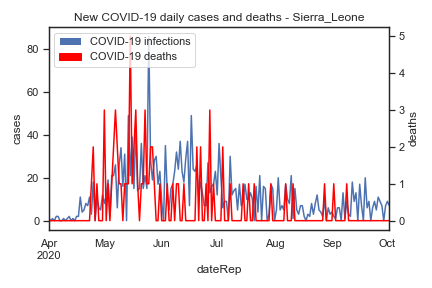 New COVID-19 daily cases and deaths - Sierra_Leone
COVID-19 infections
COVID-19 deaths
80
60
40
20
0
cases
5
4
3
2
1
0
deaths
Apr
2020
May
Jun
Jul
Aug
Sep
Oct
dateRep